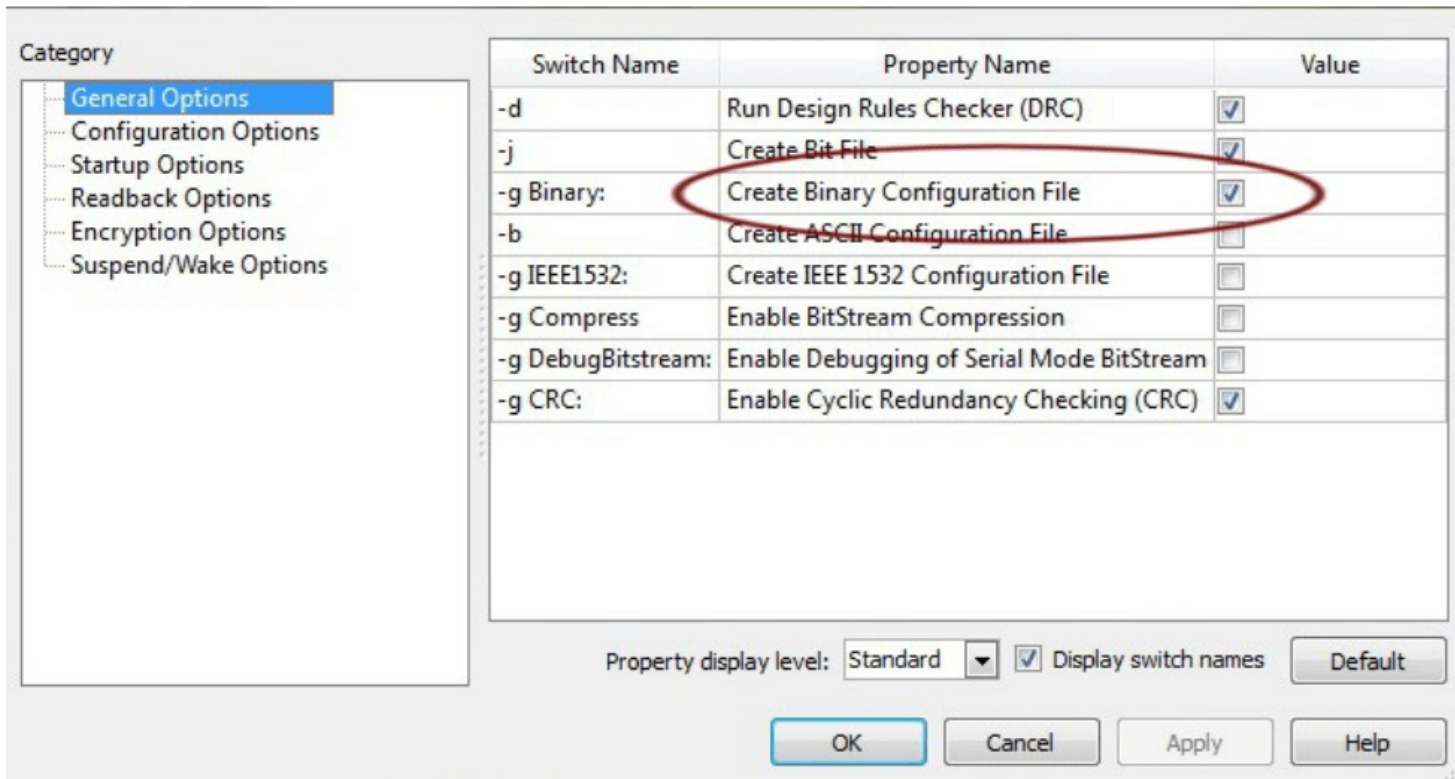 Category
General Options
Configuration Options
Startup Options
Readback Options
Encryption Options
Suspend/Wake Options
Switch Name Property Name Value
-d Run Design Rules Checker (DRC)
-j Create Bit File
-g Binary: Create Binary Configuration File
-b Create ASCII Configuration File
-g IEEE1532: Create IEEE 1532 Configuration File
-g Compress Enable BitStream Compression
-g DebugBitstream: Enable Debugging of Serial Mode BitStream
-g CRC: Enable Cyclic Redundancy Checking (CRC)
Property display level: Standard Display switch names Default
OK Cancel Apply Help